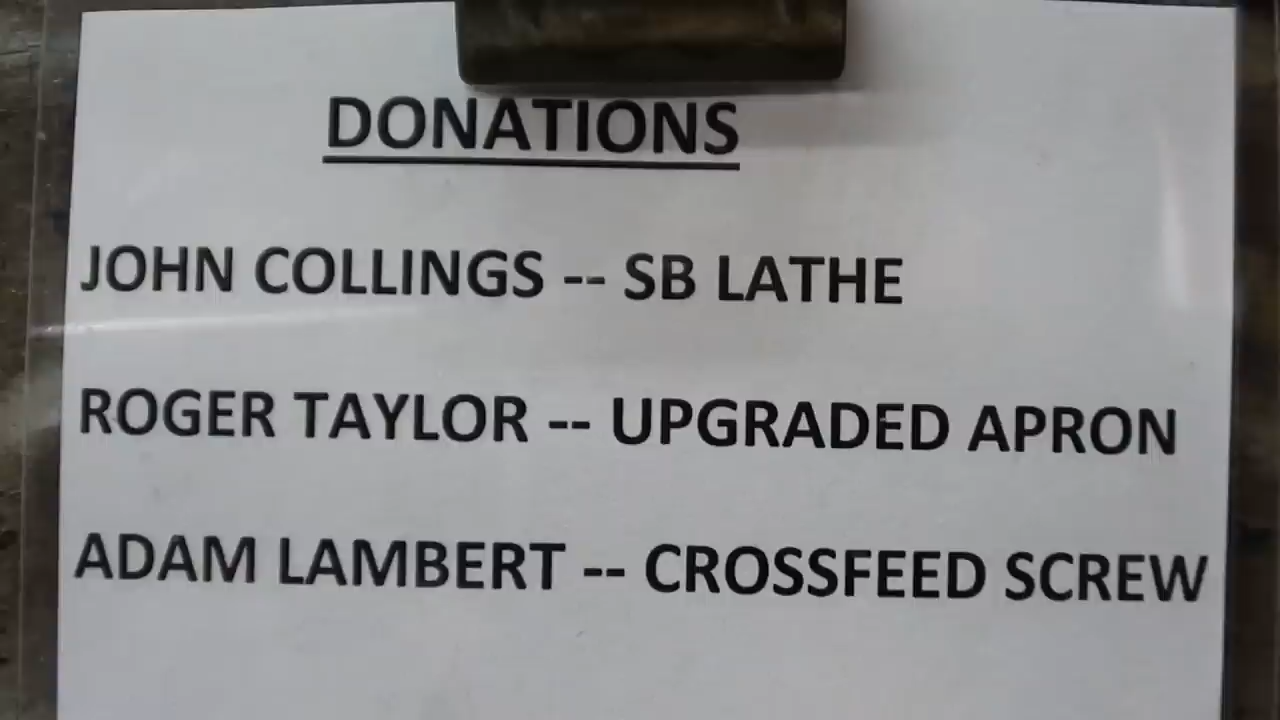 DONATIONS
JOHN COLLINGS -- SB LATHE
ROGER TAYLOR -- UPGRADED APRON
ADAM LAMBERT -- CROSSFEED SCREW